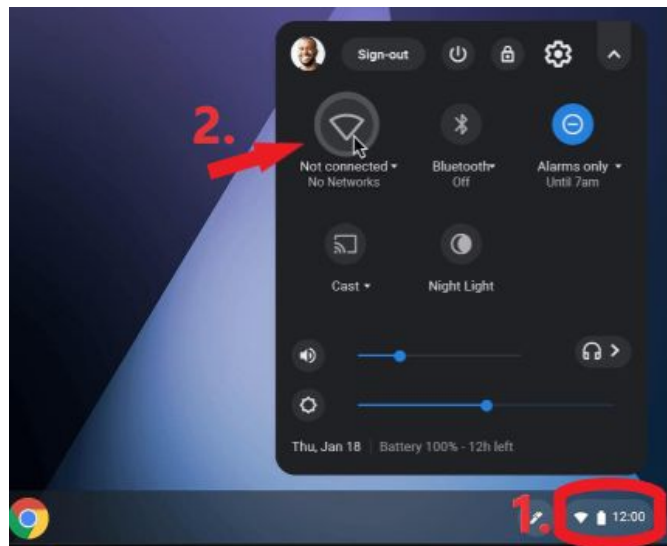 Sign-out
2.
Not connected
No Networks
Bluetooth
Off
Alarms only
Until 7am
Cast
Night Light
Thu, Jan 18 | Battery 100% - 12h left
1.
12:00